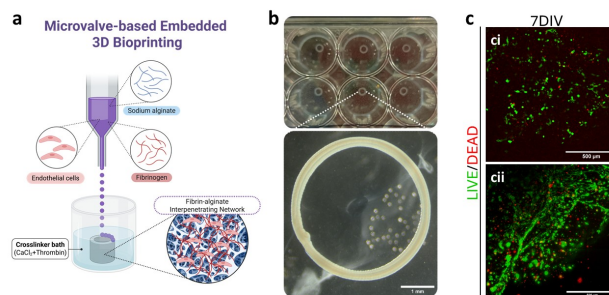 a
Microvalve-based Embedded
3D Bioprinting
Sodium alginate
Endothelial cells
Fibrinogen
Fibrin-alginate
Interpenetrating Network
Crosslinker bath
(CaCl₂+Thrombin)
b
1 mm
c
7DIV
LIVE/DEAD
ci
500 µm
cii